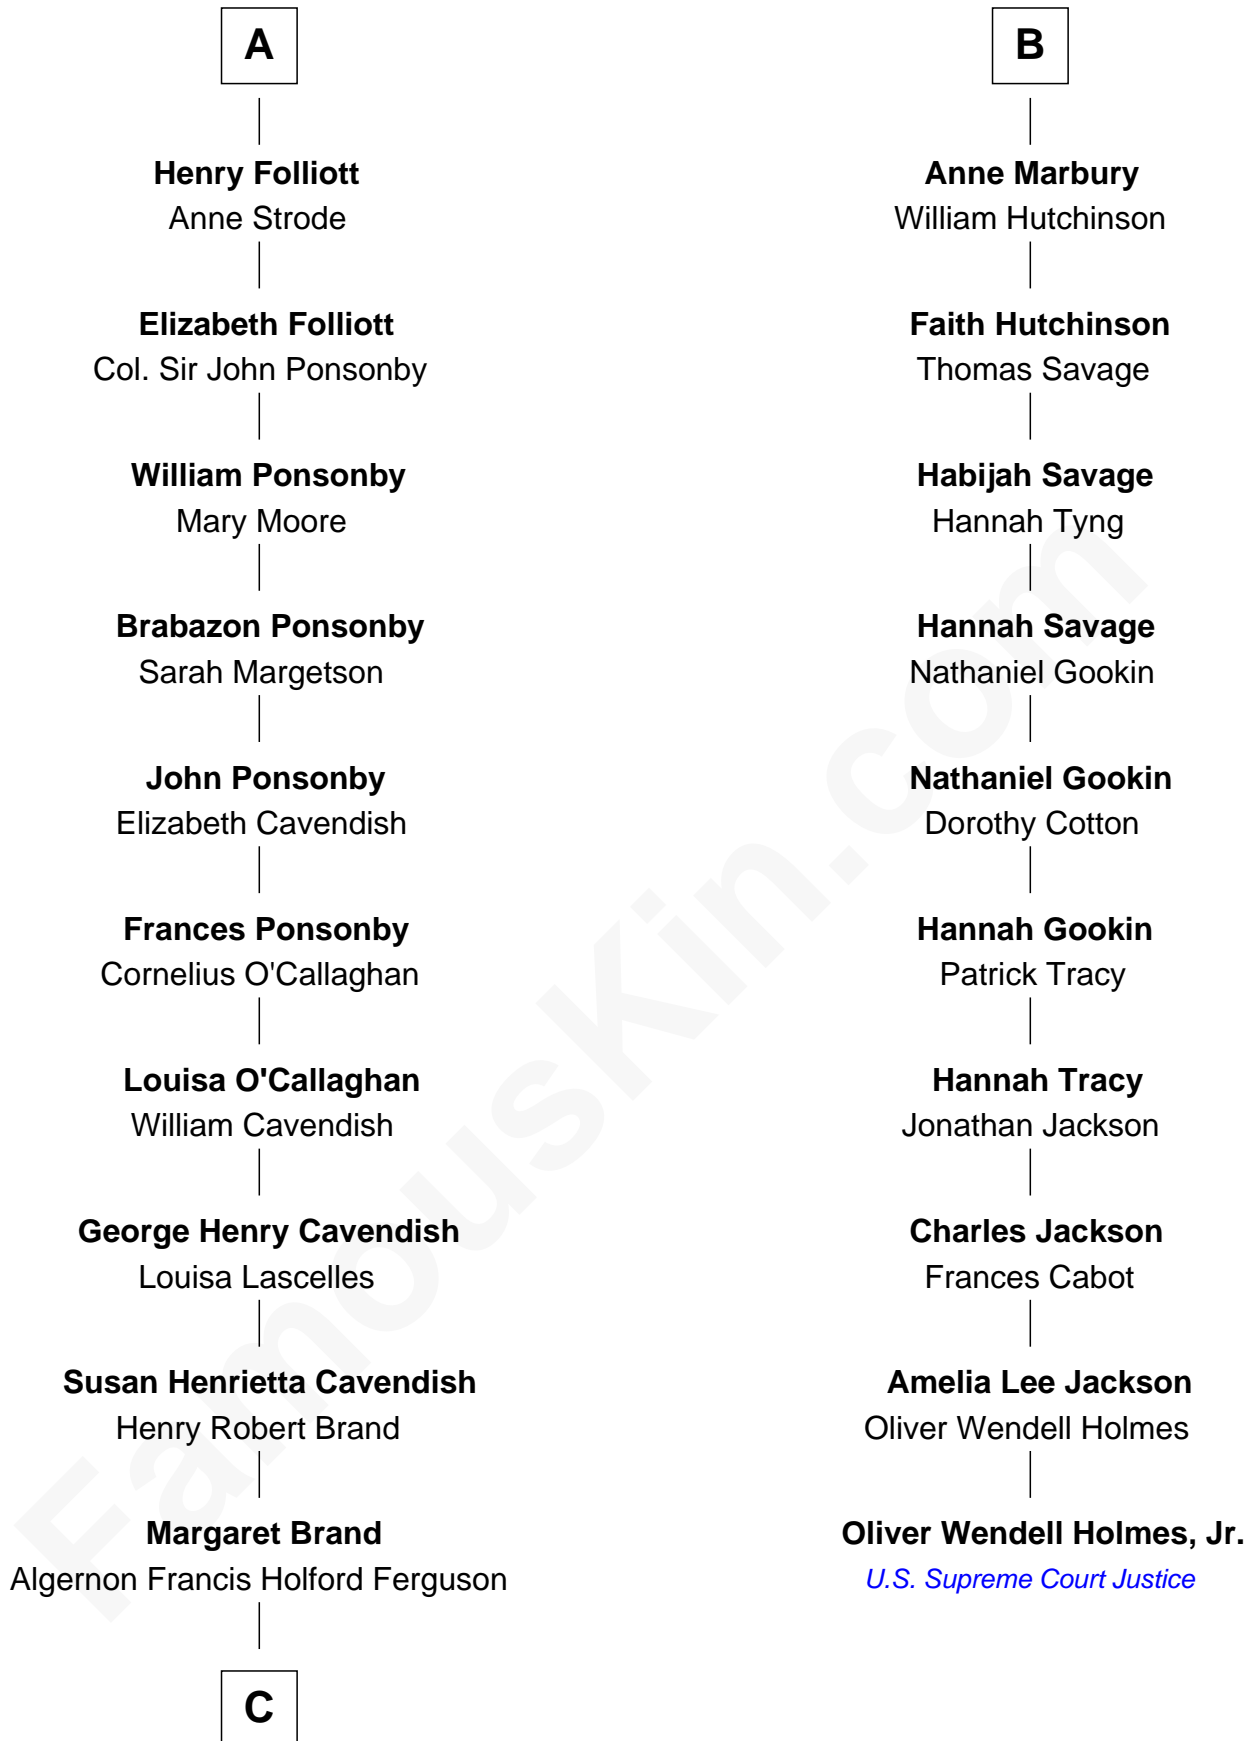 A
Henry Folliott
Anne Strode
Elizabeth Folliott
Col. Sir John Ponsonby
William Ponsonby
Mary Moore
Brabazon Ponsonby
Sarah Margetson
John Ponsonby
Elizabeth Cavendish
Frances Ponsonby
Cornelius O'Callaghan
Louisa O'Callaghan
William Cavendish
George Henry Cavendish
Louisa Lascelles
Susan Henrietta Cavendish
Henry Robert Brand
Margaret Brand
Algernon Francis Holford Ferguson
C
B
Anne Marbury
William Hutchinson
Faith Hutchinson
Thomas Savage
Habijah Savage
Hannah Tyng
Hannah Savage
Nathaniel Gookin
Nathaniel Gookin
Dorothy Cotton
Hannah Gookin
Patrick Tracy
Hannah Tracy
Jonathan Jackson
Charles Jackson
Frances Cabot
Amelia Lee Jackson
Oliver Wendell Holmes
Oliver Wendell Holmes, Jr.
U.S. Supreme Court Justice
FamousKin.com